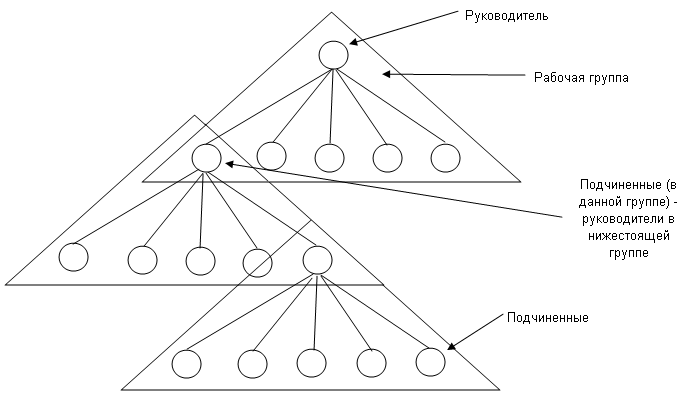 Руководитель
Рабочая группа
Подчиненные (в
данной группе) -
руководители в
нижестоящей
группе
Подчиненные